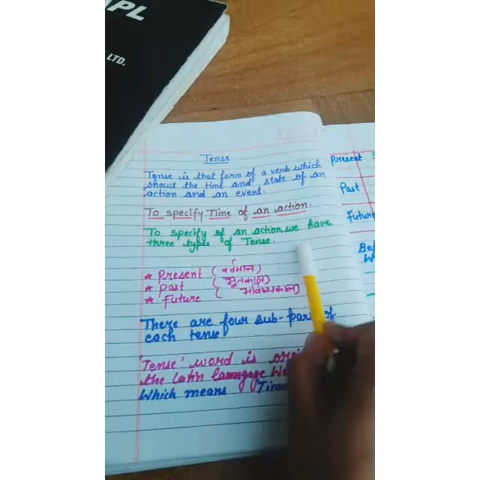 PL
LTD.
Tense
Tense is that form of a verb which
shows the time and state of an
action and an event.
To specify Time of an action.
To specify of an action, we have
three types of Tense.
* Present (वर्तमान)
* Past (भूतकाल)
* Future (भविष्यकाल)
There are four sub-part of
each tense
'Tense' word is
the Latin
Which means
Present
Past
Future